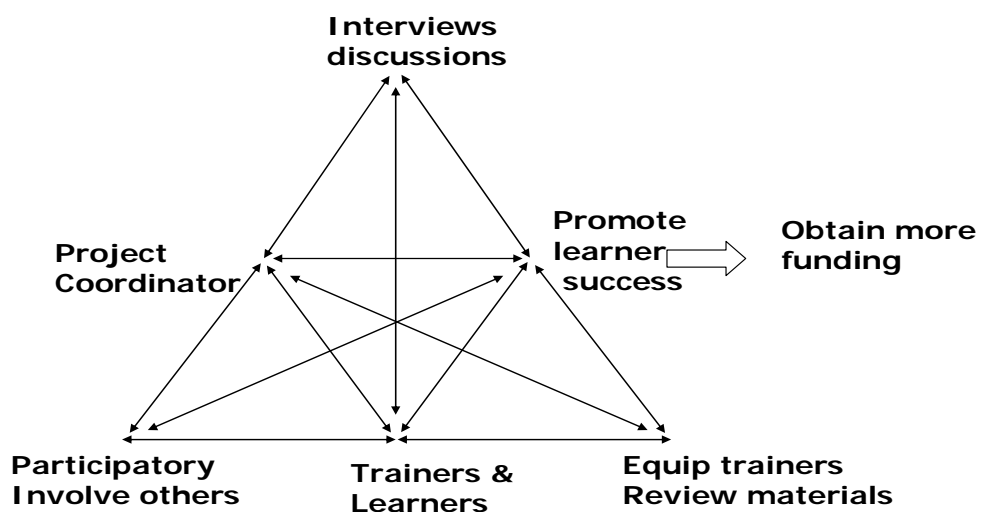 Interviews
discussions
Project
Coordinator
Promote
learner
success
Obtain more
funding
Participatory
Involve others
Trainers &
Learners
Equip trainers
Review materials